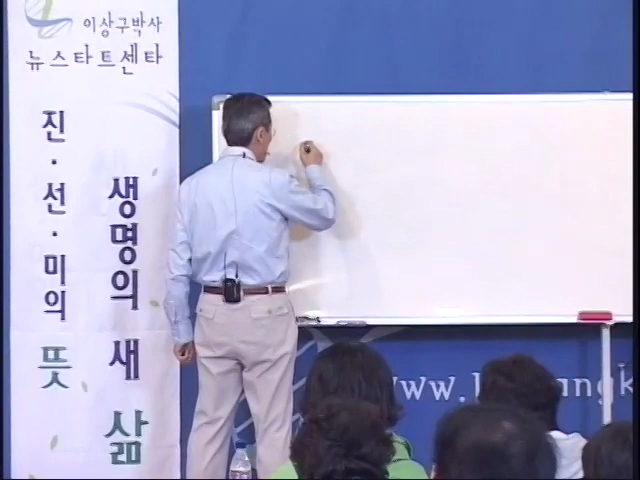 이상구박사
뉴스타트센타
진·선·미의 뜻
생명의 새 삶
www.